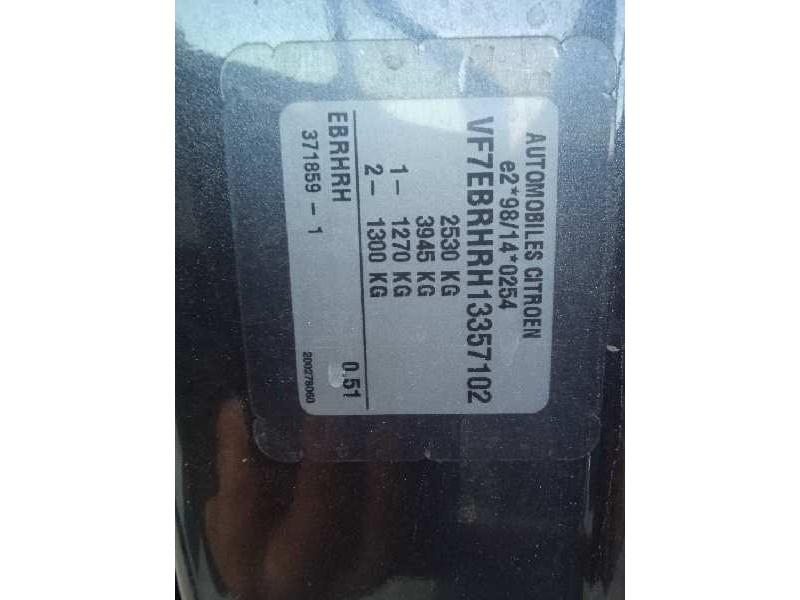 AUTOMOBILES CITROEN
e2*98/14*0254
VF7EBRHRH13357102
2530 KG
3945 KG
1- 1270 KG
2- 1300 KG
EBRHRH 0.51
371859-1 200278060